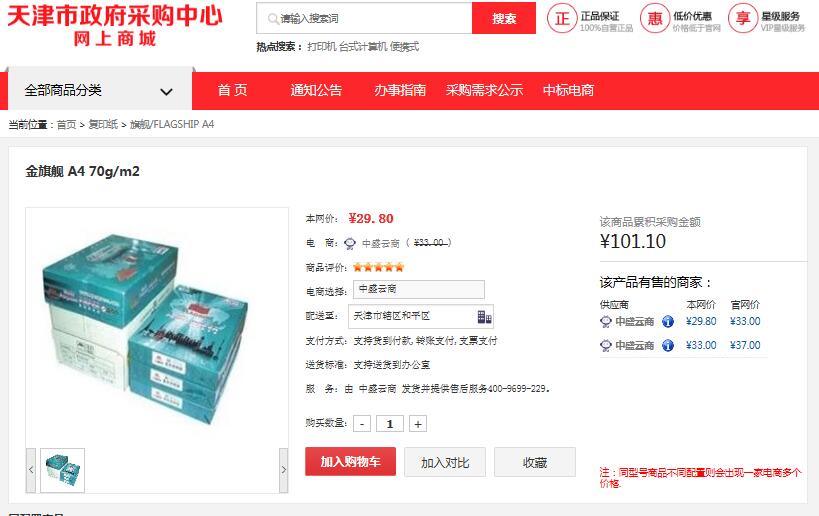 天津市政府采购中心
网上商城
请输入搜索词
搜索
热点搜索： 打印机 台式计算机 便携式
正 正品保证
100%自营正品
惠 低价优惠
价格低于官网
享 星级服务
VIP星级服务
全部商品分类
首 页 通知公告 办事指南 采购需求公示 中标电商
当前位置： 首页 > 复印纸 > 旗舰/FLAGSHIP A4
金旗舰 A4 70g/m2
本网价： ¥29.80
电 商： 中盛云商 ( ¥33.00 )
商品评价：
电商选择： 中盛云商
配送至： 天津市辖区和平区
支付方式： 支持货到付款, 转账支付, 支票支付
送货标准： 支持送货到办公室
服 务： 由 中盛云商 发货并提供售后服务400-9699-229。
购买数量： - 1 +
加入购物车 加入对比 收藏
该商品累积采购金额
¥101.10
该产品有售的商家：
供应商 本网价 官网价
中盛云商 ¥29.80 ¥33.00
中盛云商 ¥33.00 ¥37.00
注：同型号商品不同配置则会出现一家电商多个
价格.